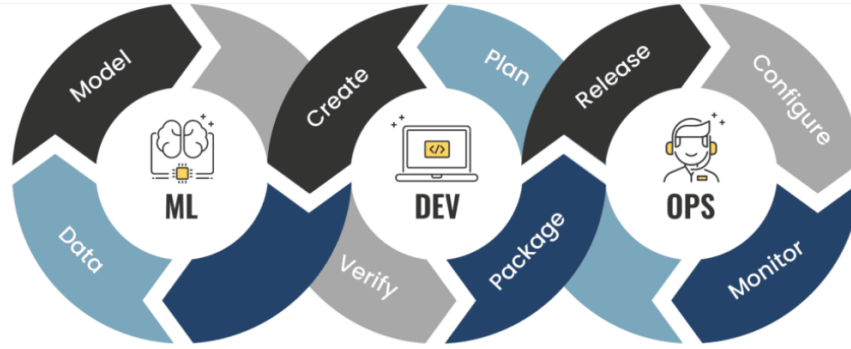 Model
Data
ML
Create
Plan
</>
DEV
Verify
Package
Release
Configure
OPS
Monitor